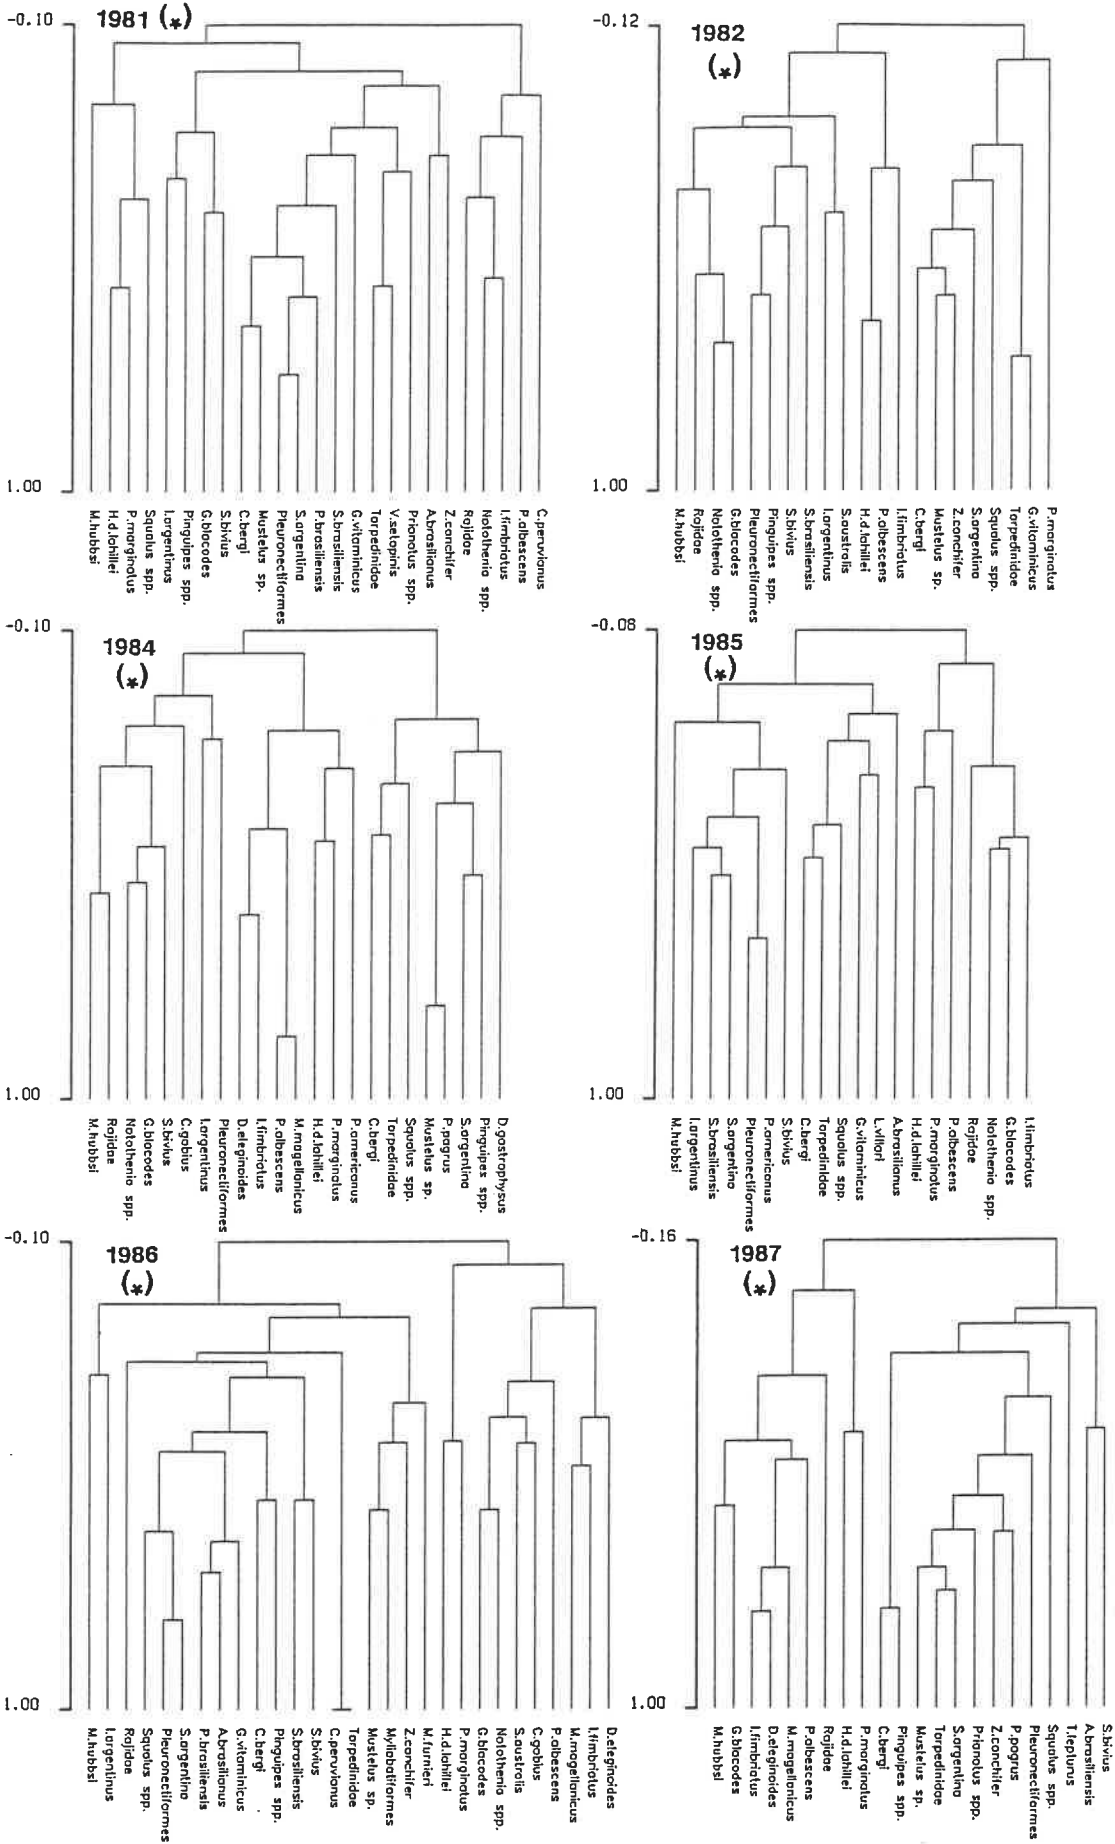 -0.10
1981 (*)
1.00
M.hubbsi
H.d.lahillei
P.marginatus
Squalus spp.
I.argentinus
Pinguipes spp.
G.blacodes
S.bivius
C.bergi
Mustelus sp.
Pleuronectiformes
S.argentina
P.brasiliensis
S.brasiliensis
G.vitaminicus
Torpedinidae
V.setapinis
Prionotus spp.
A.brasilianus
Z.conchifer
Rajidae
Notothenia spp.
I.fimbriatus
P.albescens
C.peruvianus
-0.12
1982
(*)
1.00
M.hubbsi
Rajidae
Notothenia spp.
G.blacodes
Pleuronectiformes
Pinguipes spp.
S.bivius
S.brasiliensis
I.argentinus
S.australis
H.d.lahillei
P.albescens
I.fimbriatus
C.bergi
Mustelus sp.
Z.conchifer
S.argentina
Squalus spp.
Torpedinidae
G.vitaminicus
P.marginatus
-0.10
1984
(*)
1.00
M.hubbsi
Rajidae
Notothenia spp.
G.blacodes
S.bivius
C.gobius
I.argentinus
Pleuronectiformes
D.eleginoides
I.fimbriatus
P.albescens
M.magellanicus
H.d.lahillei
P.marginatus
P.americanus
C.bergi
Torpedinidae
Squalus spp.
Mustelus sp.
P.pagrus
S.argentina
Pinguipes spp.
D.gastrophysus
-0.08
1985
(*)
1.00
M.hubbsi
I.argentinus
S.brasiliensis
S.argentina
Pleuronectiformes
P.americanus
S.bivius
C.bergi
Torpedinidae
Squalus spp.
G.vitaminicus
L.villari
A.brasilianus
H.d.lahillei
P.marginatus
P.albescens
Rajidae
Notothenia spp.
G.blacodes
I.fimbriatus
-0.10
1986
(*)
1.00
M.hubbsi
I.argentinus
Rajidae
Squalus spp.
Pleuronectiformes
S.argentina
P.brasiliensis
A.brasilianus
G.vitaminicus
C.bergi
Pinguipes spp.
S.brasiliensis
S.bivius
C.peruvianus
Torpedinidae
Mustelus sp.
Myliobatiformes
Z.conchifer
M.furnieri
H.d.lahillei
P.marginatus
G.blacodes
Notothenia spp.
S.australis
C.gobius
P.albescens
M.magellanicus
I.fimbriatus
D.eleginoides
-0.16
1987
(*)
1.00
M.hubbsi
G.blacodes
I.fimbriatus
D.eleginoides
M.magellanicus
P.albescens
Rajidae
H.d.lahillei
P.marginatus
C.bergi
Pinguipes spp.
Mustelus sp.
Torpedinidae
S.argentina
Prionotus spp.
Z.conchifer
P.pagrus
Pleuronectiformes
Squalus spp.
T.lepturus
A.brasiliensis
S.bivius